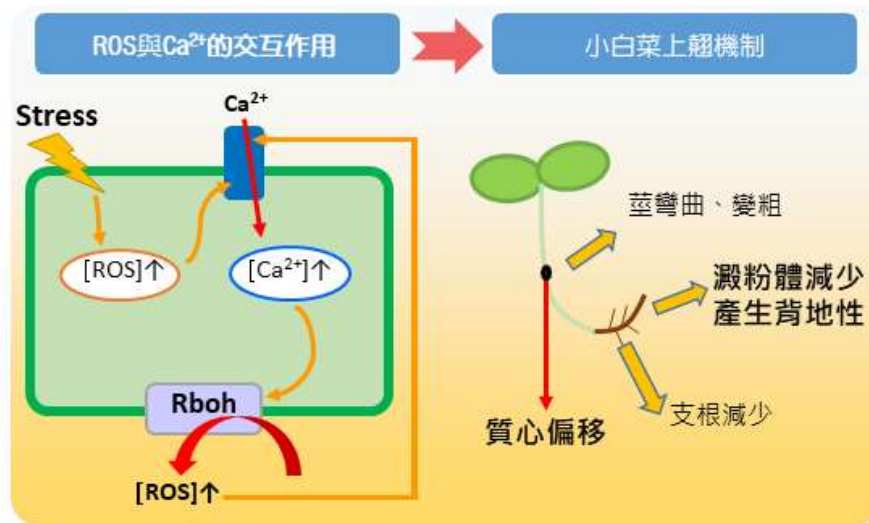 ROS與Ca²⁺的交互作用
小白菜上翹機制
Stress
Ca²⁺
[ROS]↑
[Ca²⁺]↑
Rboh
[ROS]↑
莖彎曲、變粗
澱粉體減少
產生背地性
質心偏移
支根減少